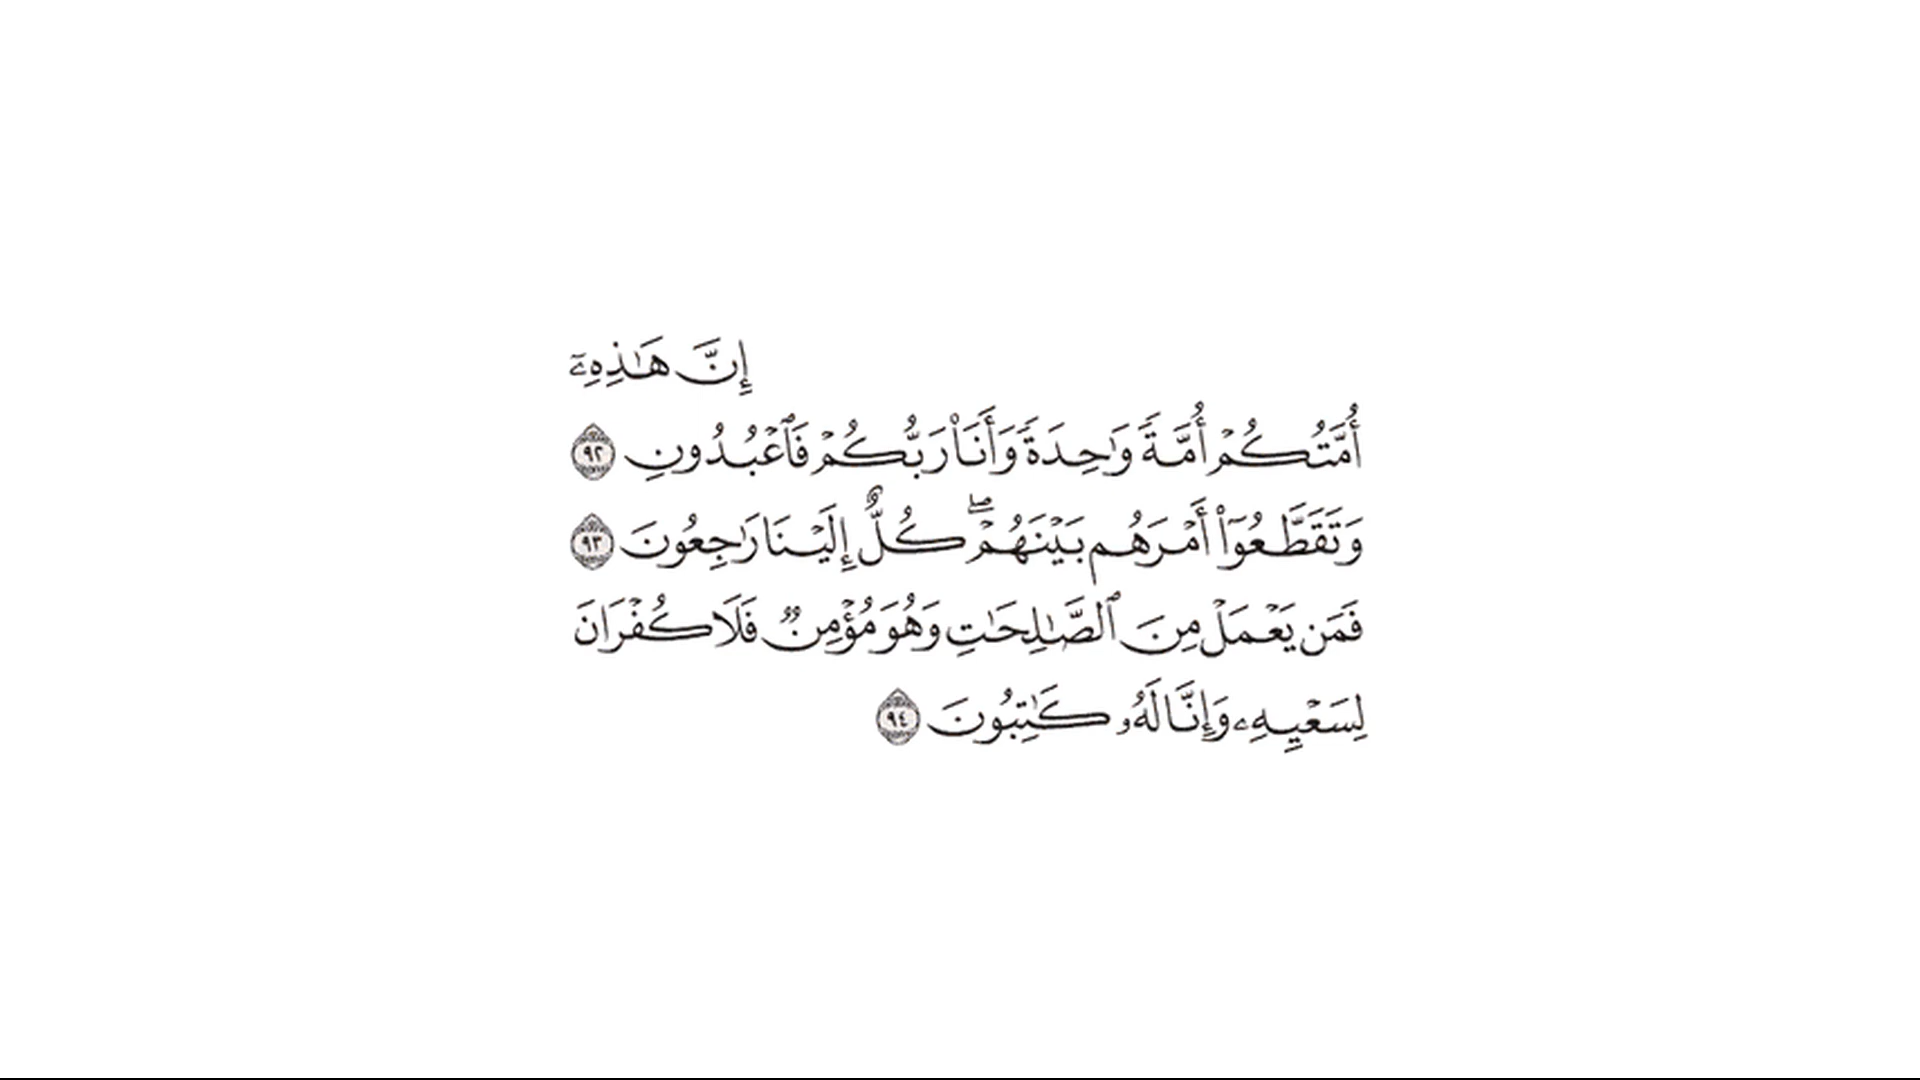 إِنَّ هَـٰذِهِۦٓ
أُمَّتُكُمْ أُمَّةً وَٰحِدَةً وَأَنَا۠ رَبُّكُمْ فَٱعْبُدُونِ ٩٢
وَتَقَطَّعُوٓا۟ أَمْرَهُم بَيْنَهُمْ ۖ كُلٌّ إِلَيْنَا رَٰجِعُونَ ٩٣
فَمَن يَعْمَلْ مِنَ ٱلصَّـٰلِحَـٰتِ وَهُوَ مُؤْمِنٌ فَلَا كُفْرَانَ
لِسَعْيِهِۦ وَإِنَّا لَهُۥ كَـٰتِبُونَ ٩٤